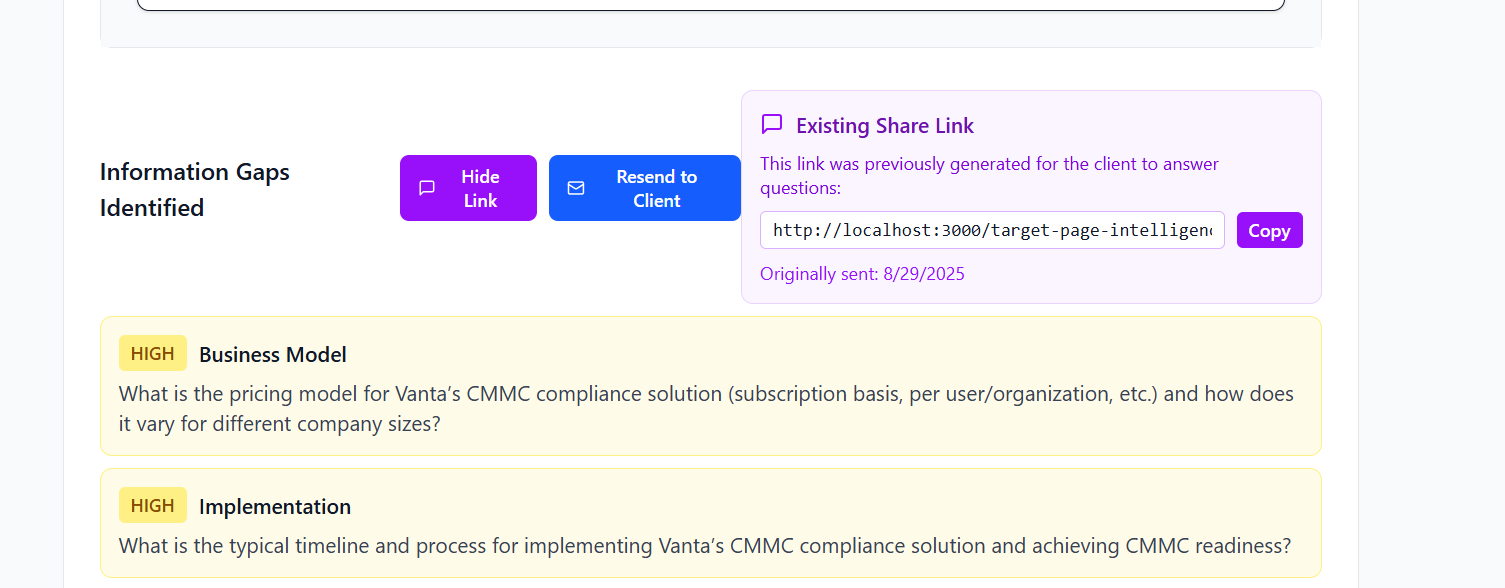 Information Gaps
Identified
Hide
Link
Resend to
Client
Existing Share Link
This link was previously generated for the client to answer
questions:
http://localhost:3000/target-page-intelligenc
Copy
Originally sent: 8/29/2025
HIGH Business Model
What is the pricing model for Vanta’s CMMC compliance solution (subscription basis, per user/organization, etc.) and how does
it vary for different company sizes?
HIGH Implementation
What is the typical timeline and process for implementing Vanta’s CMMC compliance solution and achieving CMMC readiness?